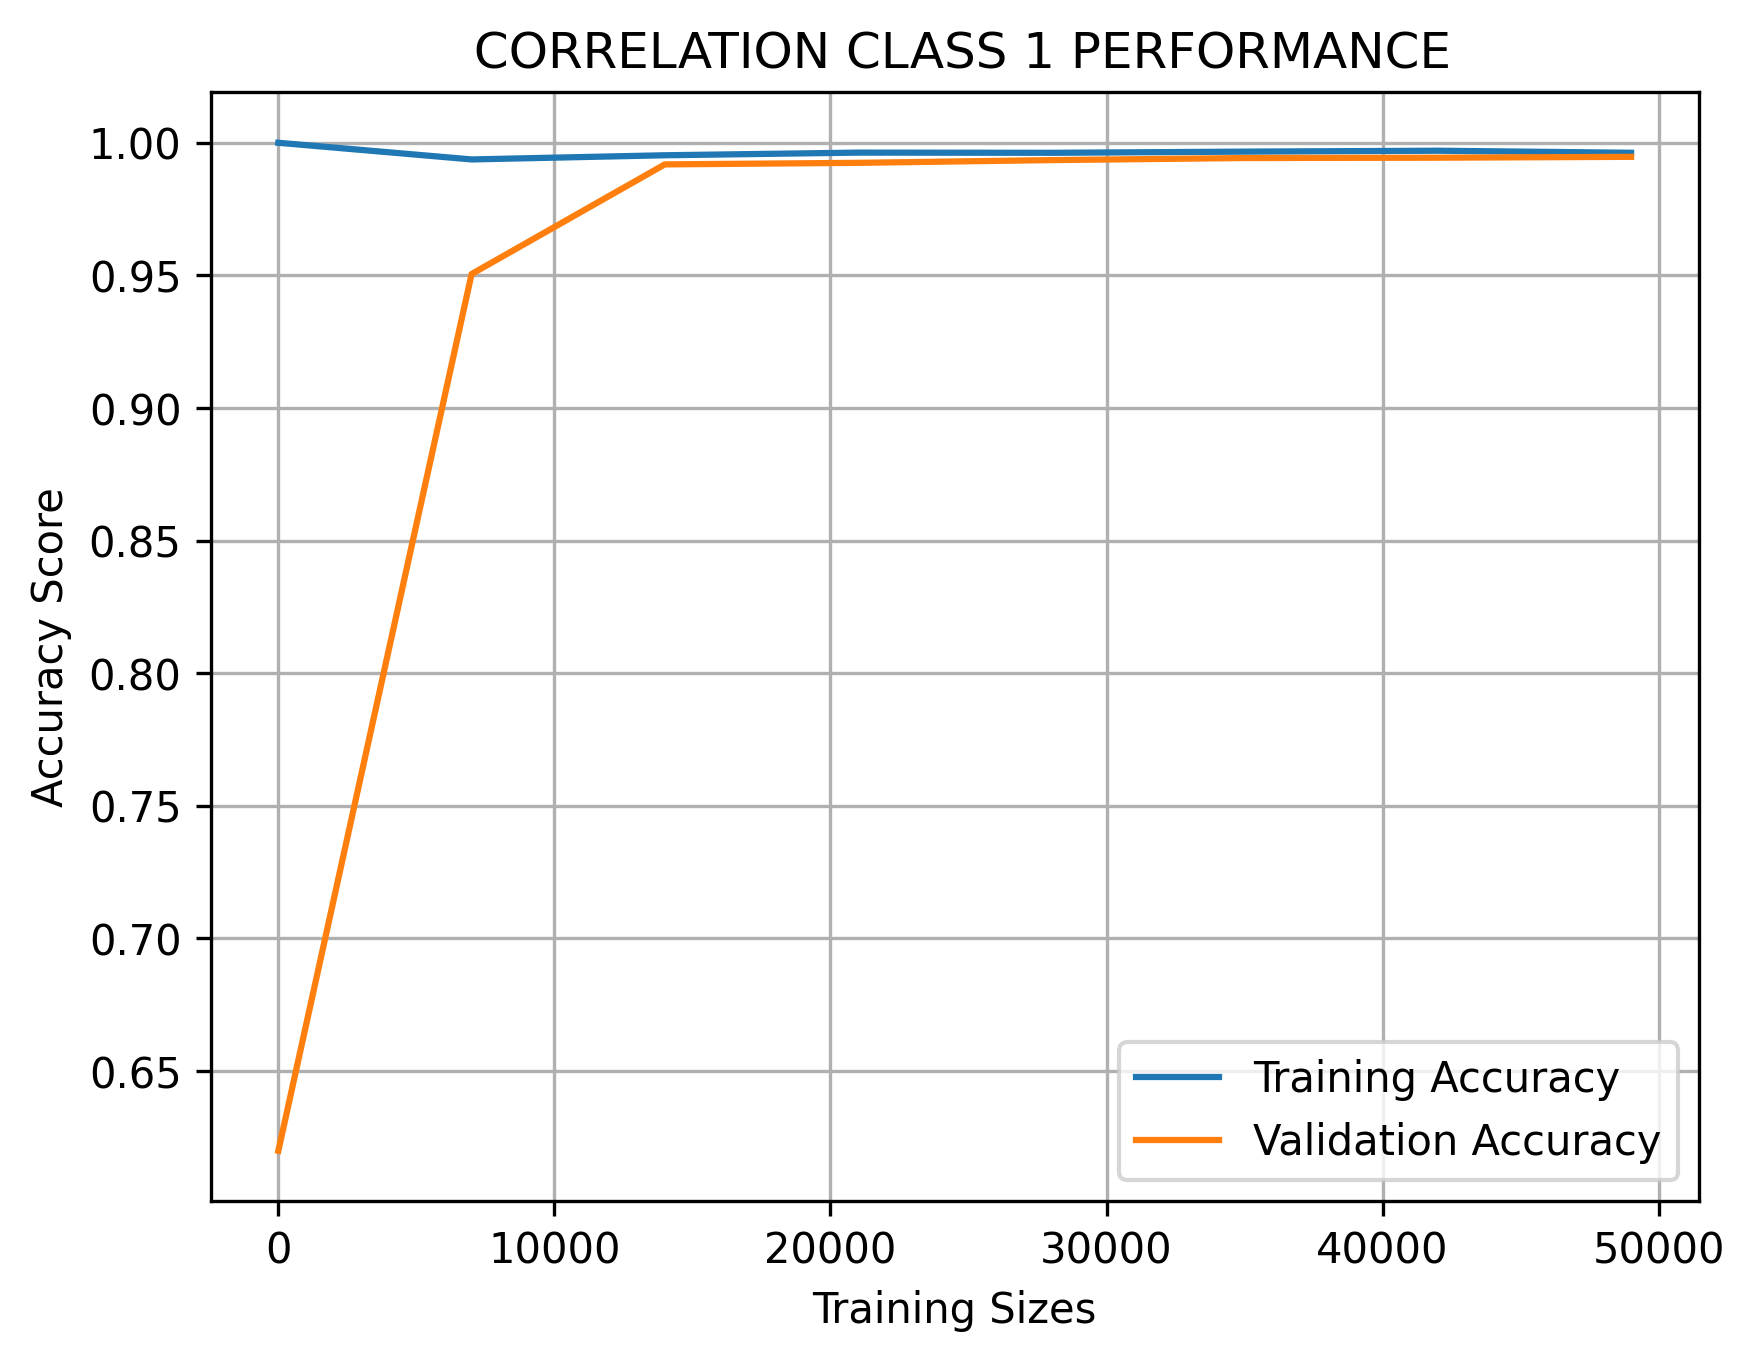 CORRELATION CLASS 1 PERFORMANCE
1.00
0.95
0.90
0.85
0.80
0.75
0.70
0.65
Accuracy Score
Training Accuracy
Validation Accuracy
0 10000 20000 30000 40000 50000
Training Sizes